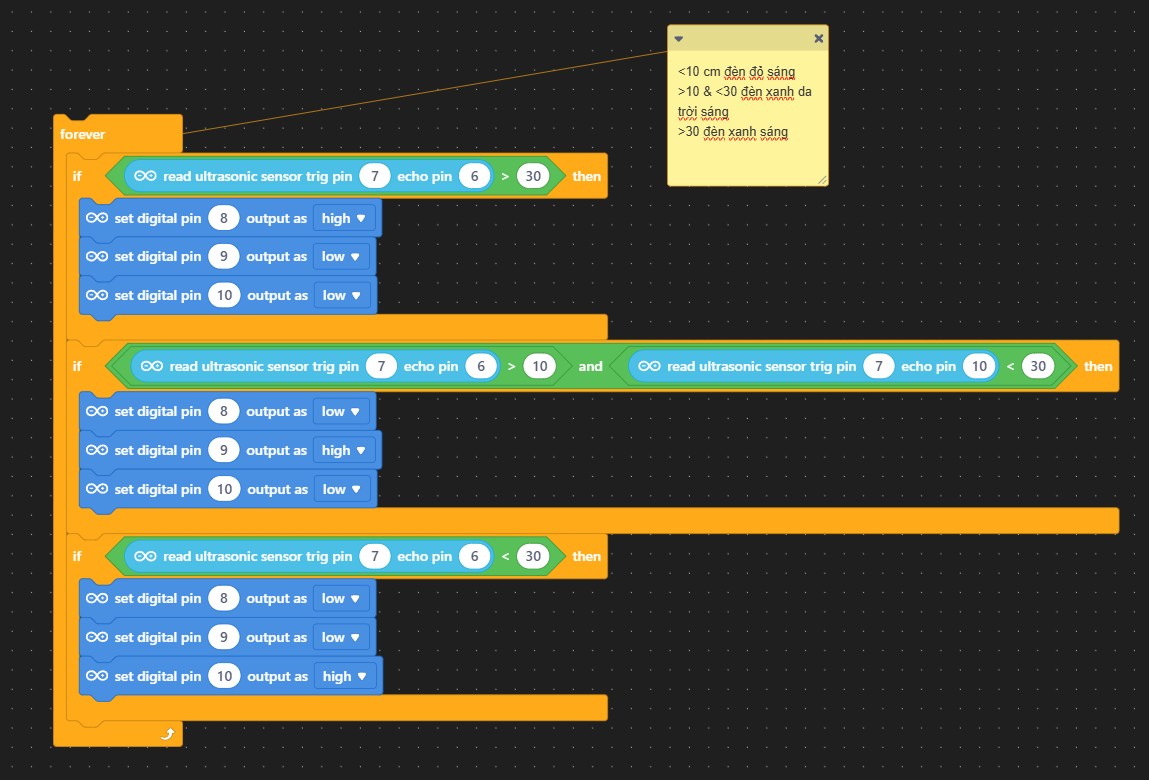 <10 cm đèn đỏ sáng
>10 & <30 đèn xanh da
trời sáng
>30 đèn xanh sáng
forever
if read ultrasonic sensor trig pin 7 echo pin 6 > 30 then
set digital pin 8 output as high
set digital pin 9 output as low
set digital pin 10 output as low
if read ultrasonic sensor trig pin 7 echo pin 6 > 10 and read ultrasonic sensor trig pin 7 echo pin 10 < 30 then
set digital pin 8 output as low
set digital pin 9 output as high
set digital pin 10 output as low
if read ultrasonic sensor trig pin 7 echo pin 6 < 30 then
set digital pin 8 output as low
set digital pin 9 output as low
set digital pin 10 output as high